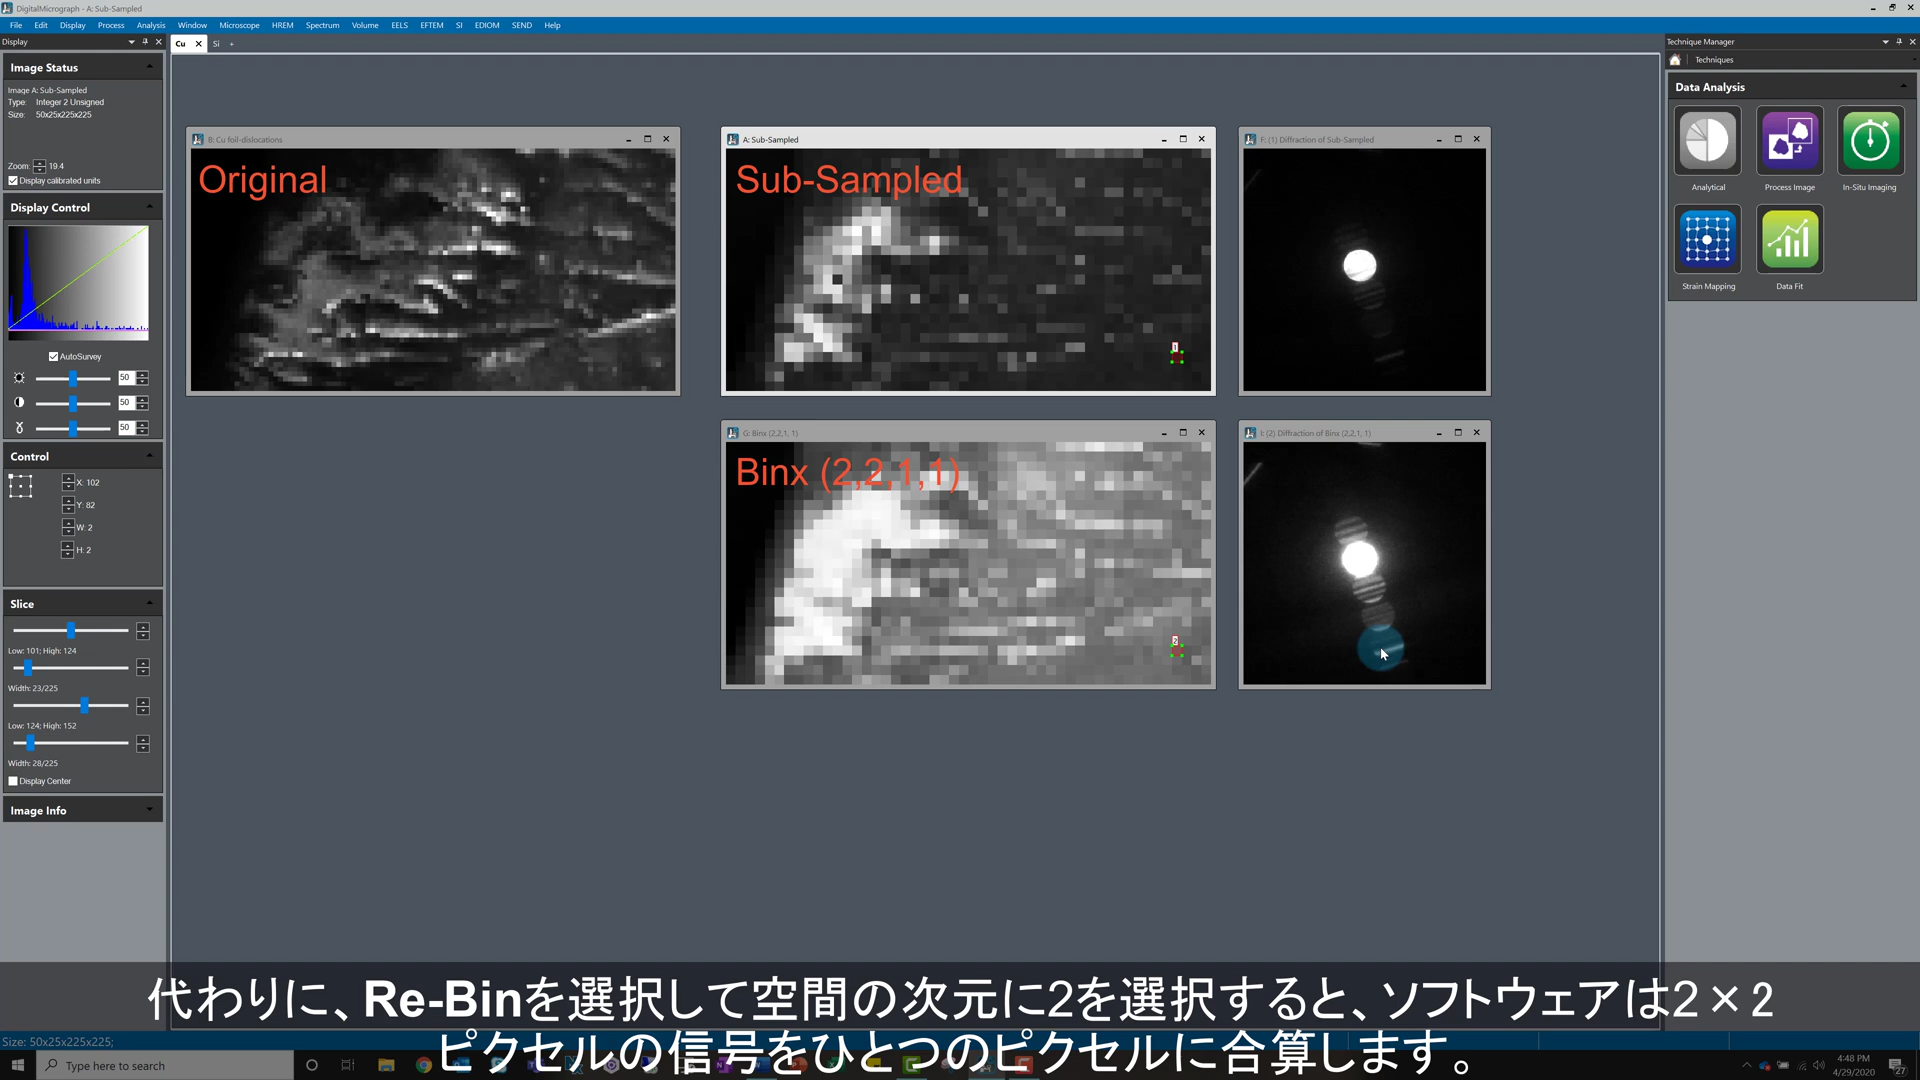 DigitalMicrograph - A: Sub-Sampled
File Edit Display Process Analysis Window Microscope HREM Spectrum Volume EELS EFTEM SI EDIOM SEND Help
Display
Cu
Si
+
Technique Manager
Techniques
Image Status
Image A: Sub-Sampled
Type: Integer 2 Unsigned
Size: 50x25x225x225
Zoom: 19.4
Display calibrated units
Display Control
AutoSurvey
50
50
50
Control
X: 102
Y: 82
W: 2
H: 2
Slice
Low: 101; High: 124
Width: 23/225
Low: 124; High: 152
Width: 28/225
Display Center
Image Info
B: Cu foil-dislocations
Original
A: Sub-Sampled
Sub-Sampled
1
F: (1) Diffraction of Sub-Sampled
G: Binx (2,2,1, 1)
Binx (2,2,1,1)
2
I: (2) Diffraction of Binx (2,2,1, 1)
Data Analysis
Analytical
Process Image
In-Situ Imaging
Strain Mapping
Data Fit
代わりに、Re-Binを選択して空間の次元に2を選択すると、ソフトウェアは2×2
ピクセルの信号をひとつのピクセルに合算します。
Size: 50x25x225x225;
Type here to search
4:48 PM
4/29/2020
27